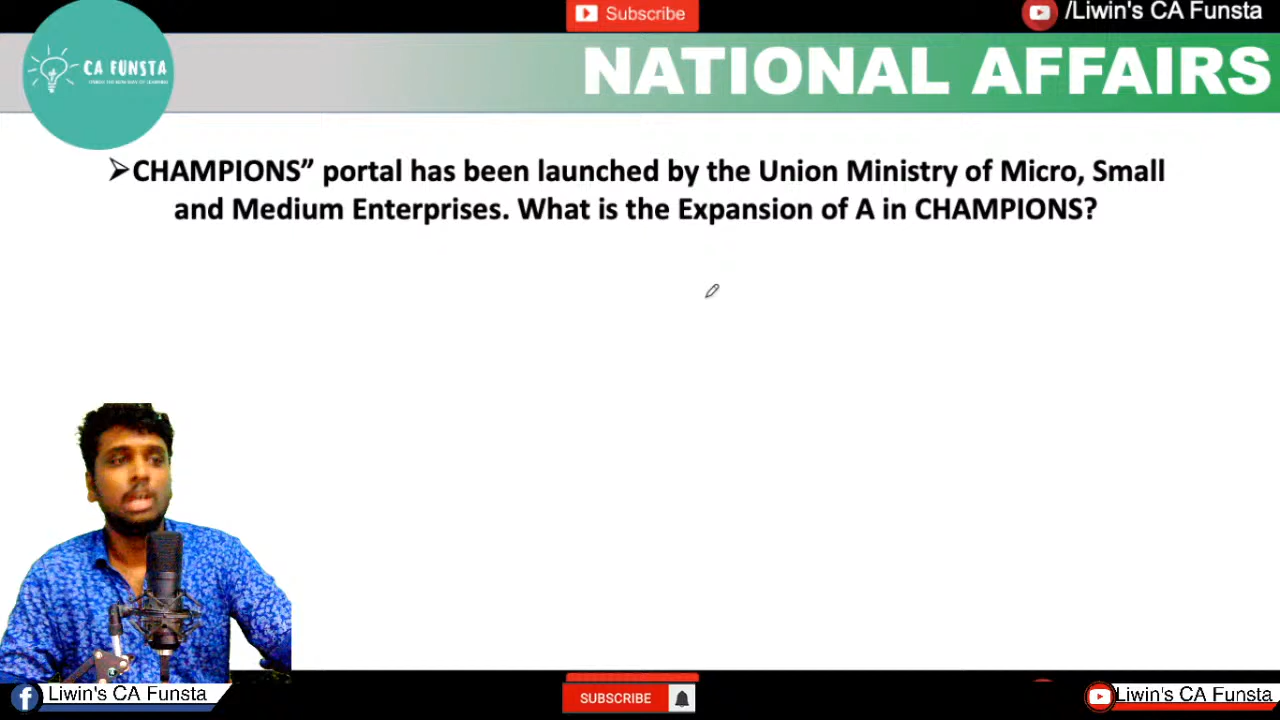 Subscribe
/Liwin's CA Funsta
CA FUNSTA
NATIONAL AFFAIRS
➢CHAMPIONS” portal has been launched by the Union Ministry of Micro, Small
and Medium Enterprises. What is the Expansion of A in CHAMPIONS?
Liwin's CA Funsta
SUBSCRIBE
Liwin's CA Funsta